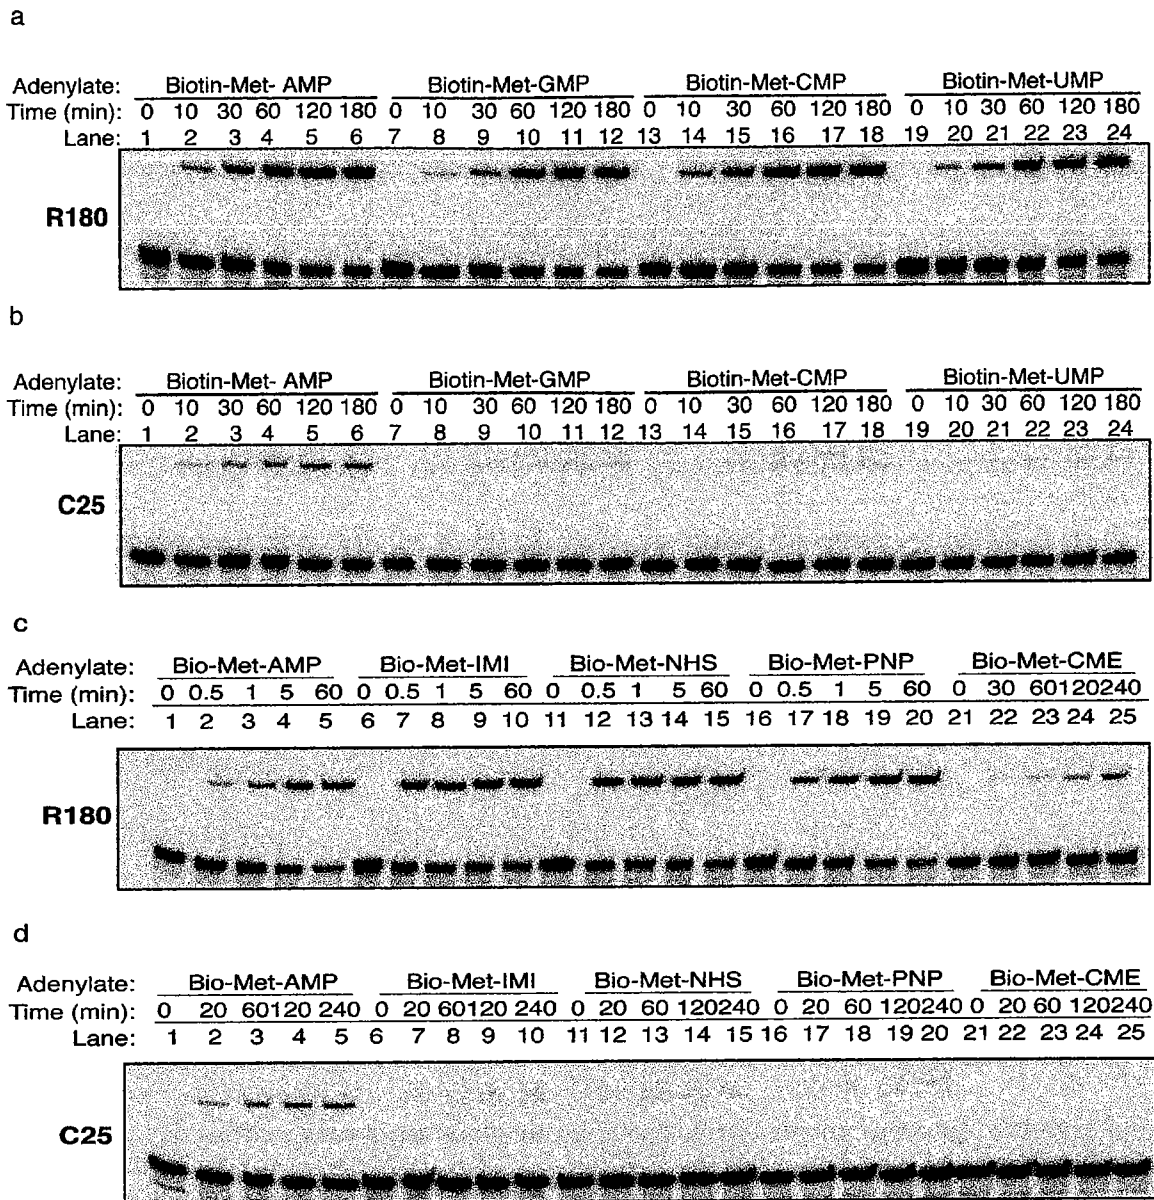 a
Adenylate: Biotin-Met- AMP Biotin-Met-GMP Biotin-Met-CMP Biotin-Met-UMP
Time (min): 0 10 30 60 120 180 0 10 30 60 120 180 0 10 30 60 120 180 0 10 30 60 120 180
Lane: 1 2 3 4 5 6 7 8 9 10 11 12 13 14 15 16 17 18 19 20 21 22 23 24
R180
b
Adenylate: Biotin-Met- AMP Biotin-Met-GMP Biotin-Met-CMP Biotin-Met-UMP
Time (min): 0 10 30 60 120 180 0 10 30 60 120 180 0 10 30 60 120 180 0 10 30 60 120 180
Lane: 1 2 3 4 5 6 7 8 9 10 11 12 13 14 15 16 17 18 19 20 21 22 23 24
C25
c
Adenylate: Bio-Met-AMP Bio-Met-IMI Bio-Met-NHS Bio-Met-PNP Bio-Met-CME
Time (min): 0 0.5 1 5 60 0 0.5 1 5 60 0 0.5 1 5 60 0 0.5 1 5 60 0 30 60120240
Lane: 1 2 3 4 5 6 7 8 9 10 11 12 13 14 15 16 17 18 19 20 21 22 23 24 25
R180
d
Adenylate: Bio-Met-AMP Bio-Met-IMI Bio-Met-NHS Bio-Met-PNP Bio-Met-CME
Time (min): 0 20 60120 240 0 20 60120 240 0 20 60 120240 0 20 60 120240 0 20 60 120240
Lane: 1 2 3 4 5 6 7 8 9 10 11 12 13 14 15 16 17 18 19 20 21 22 23 24 25
C25